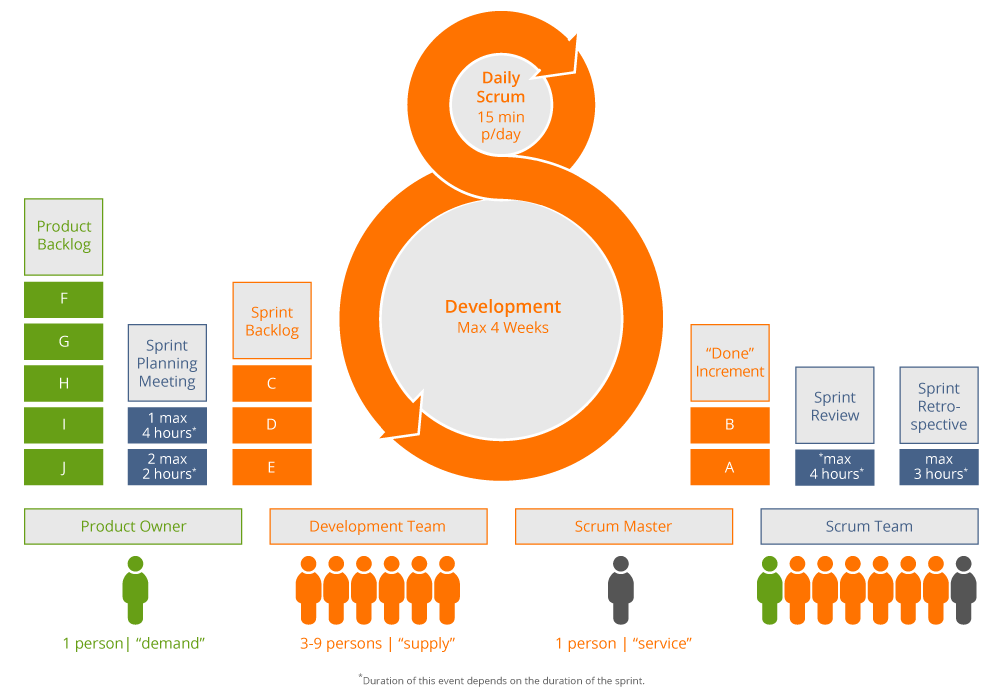 Daily
Scrum
15 min
p/day
Product
Backlog
F
G
H
I
J
Sprint
Planning
Meeting
1 max
4 hours*
2 max
2 hours*
Sprint
Backlog
C
D
E
Development
Max 4 Weeks
“Done”
Increment
B
A
Sprint
Review
*max
4 hours*
Sprint
Retro-
spective
max
3 hours*
Product Owner
Development Team
Scrum Master
Scrum Team
1 person| “demand”
3-9 persons | “supply”
1 person | “service”
*Duration of this event depends on the duration of the sprint.